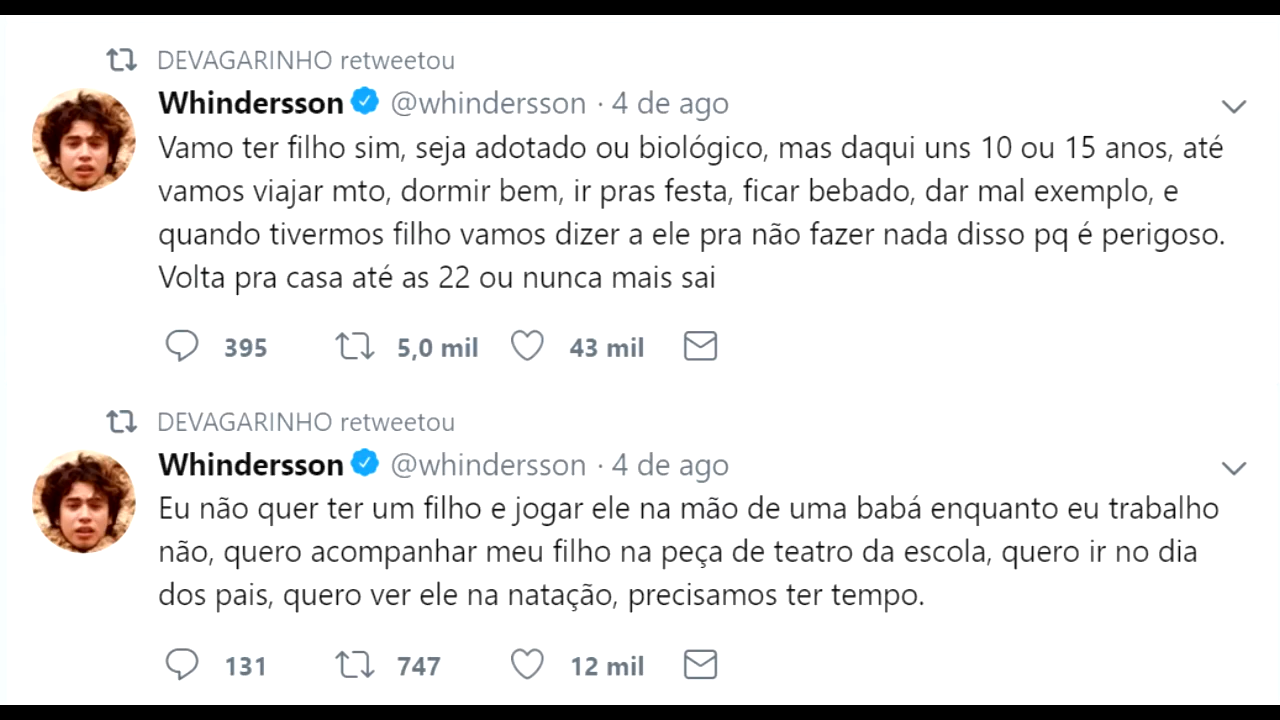 DEVAGARINHO retweetou
Whindersson @whindersson · 4 de ago
Vamo ter filho sim, seja adotado ou biológico, mas daqui uns 10 ou 15 anos, até
vamos viajar mto, dormir bem, ir pras festa, ficar bebado, dar mal exemplo, e
quando tivermos filho vamos dizer a ele pra não fazer nada disso pq é perigoso.
Volta pra casa até as 22 ou nunca mais sai
395 5,0 mil 43 mil
DEVAGARINHO retweetou
Whindersson @whindersson · 4 de ago
Eu não quer ter um filho e jogar ele na mão de uma babá enquanto eu trabalho
não, quero acompanhar meu filho na peça de teatro da escola, quero ir no dia
dos pais, quero ver ele na natação, precisamos ter tempo.
131 747 12 mil